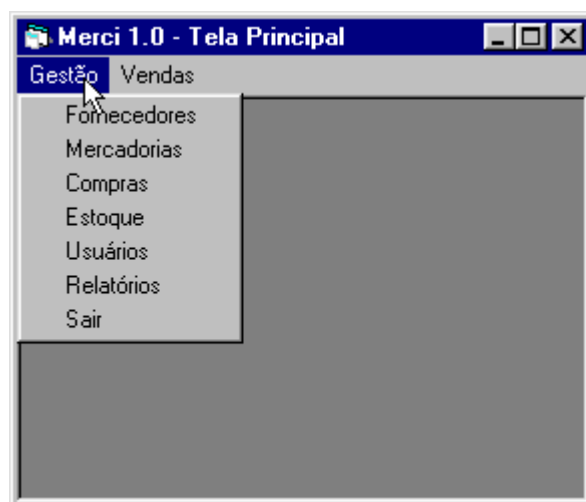 Merci 1.0 - Tela Principal
Gestão Vendas
Fornecedores
Mercadorias
Compras
Estoque
Usuários
Relatórios
Sair